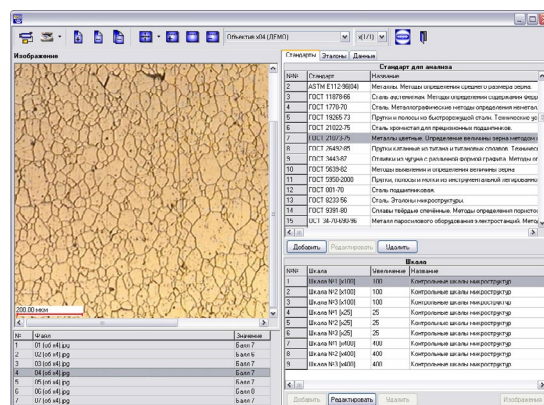 Объектив x04 (ДЕМО)
x(1/1)
Изображение
200.00 мкм
№ Файл Значение
1 01 (об x4).jpg Балл 7
2 02 (об x4).jpg Балл 6
3 03 (об x4).jpg Балл 7
4 04 (об x4).jpg Балл 7
5 05 (об x4).jpg Балл 7
6 06 (об x4).jpg Балл 8
7 07 (об x4).jpg Балл 7
Стандарты Эталоны Данные
Стандарт для анализа
№№ Стандарт Название
2 ASTM E112-96(04) Металлы. Методы определения среднего размера зерна.
3 ГОСТ 11878-66 Сталь аустенитная. Методы определения содержания ферр
4 ГОСТ 1778-70 Сталь. Металлографические методы определения неметал.
5 ГОСТ 19265-73 Прутки и полосы из быстрорежущей стали. Технические ус
6 ГОСТ 21022-75 Сталь хромистая для прецизионных подшипников.
7 ГОСТ 21073-75 Металлы цветные. Определение величины зерна методом
8 ГОСТ 26492-85 Прутки катанные из титана и титановых сплавов. Техничес
9 ГОСТ 3443-87 Отливки из чугуна с различной формой графита. Методы оп
10 ГОСТ 5639-82 Методы выявления и определения величины зерна
11 ГОСТ 5950-2000 Прутки, полосы и мотки из инструментальной легированно
12 ГОСТ 801-78 Сталь подшипниковая.
13 ГОСТ 8233-56 Сталь. Эталоны микроструктуры.
14 ГОСТ 9391-80 Сплавы твёрдые спечённые. Методы определения пористо
15 ОСТ 34-70-690-96 Металл паросилового оборудования электростанций. Метод
Добавить Редактировать Удалить
Шкала
№№ Шкала Увеличение Название
1 Шкала №1 [x100] 100 Контрольные шкалы микроструктур
2 Шкала №2 [x100] 100 Контрольные шкалы микроструктур
3 Шкала №3 [x100] 100 Контрольные шкалы микроструктур
4 Шкала №1 [x25] 25 Контрольные шкалы микроструктур
5 Шкала №2 [x25] 25 Контрольные шкалы микроструктур
6 Шкала №3 [x25] 25 Контрольные шкалы микроструктур
7 Шкала №1 [x400] 400 Контрольные шкалы микроструктур
8 Шкала №2 [x400] 400 Контрольные шкалы микроструктур
9 Шкала №3 [x400] 400 Контрольные шкалы микроструктур
Добавить Редактировать Удалить Изображения